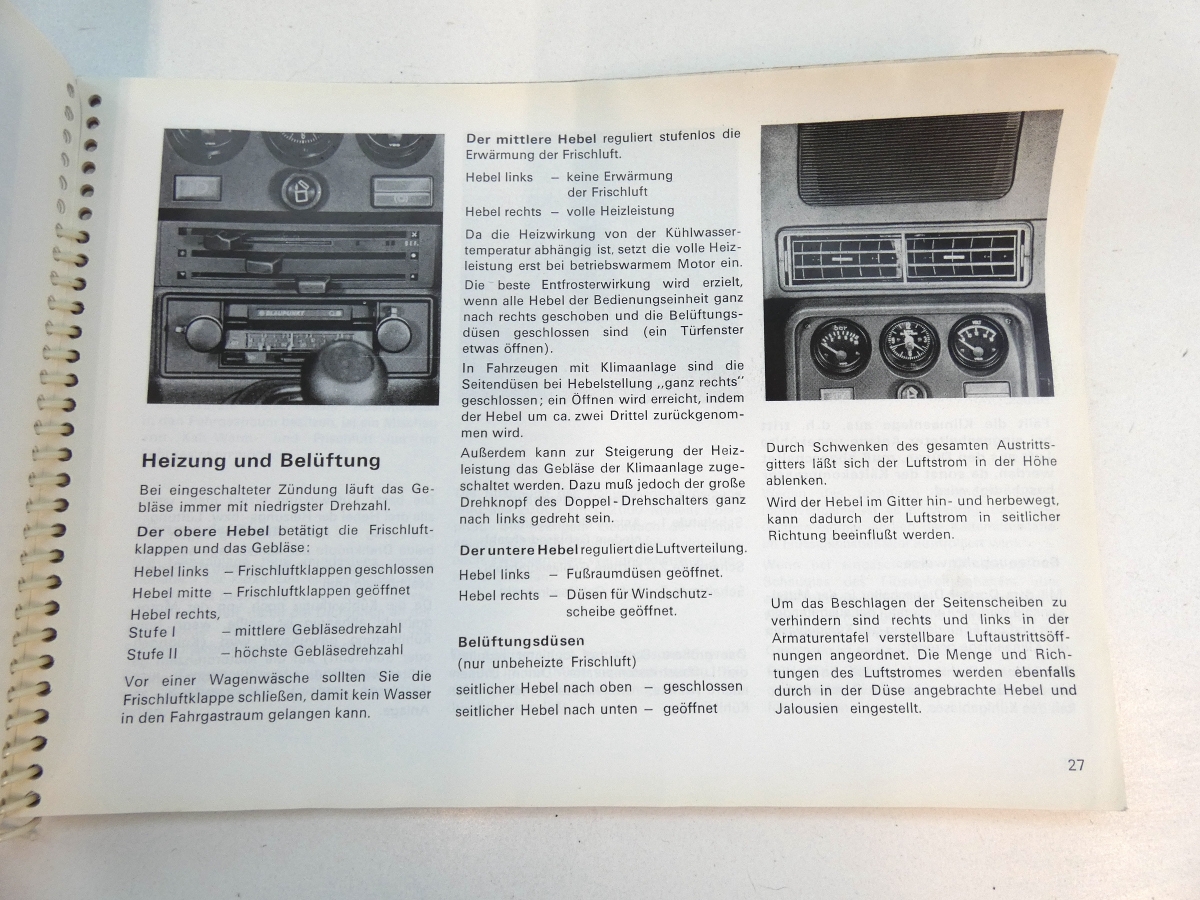 BLAUPUNKT
Heizung und Belüftung
Bei eingeschalteter Zündung läuft das Ge-
bläse immer mit niedrigster Drehzahl.
Der obere Hebel betätigt die Frischluft-
klappen und das Gebläse:
Hebel links – Frischluftklappen geschlossen
Hebel mitte – Frischluftklappen geöffnet
Hebel rechts,
Stufe I – mittlere Gebläsedrehzahl
Stufe II – höchste Gebläsedrehzahl
Vor einer Wagenwäsche sollten Sie die
Frischluftklappe schließen, damit kein Wasser
in den Fahrgastraum gelangen kann.
Der mittlere Hebel reguliert stufenlos die
Erwärmung der Frischluft.
Hebel links – keine Erwärmung
der Frischluft
Hebel rechts – volle Heizleistung
Da die Heizwirkung von der Kühlwasser-
temperatur abhängig ist, setzt die volle Heiz-
leistung erst bei betriebswarmem Motor ein.
Die beste Entfrosterwirkung wird erzielt,
wenn alle Hebel der Bedienungseinheit ganz
nach rechts geschoben und die Belüftungs-
düsen geschlossen sind (ein Türfenster
etwas öffnen).
In Fahrzeugen mit Klimaanlage sind die
Seitendüsen bei Hebelstellung „ganz rechts"
geschlossen; ein Öffnen wird erreicht, indem
der Hebel um ca. zwei Drittel zurückgenom-
men wird.
Außerdem kann zur Steigerung der Heiz-
leistung das Gebläse der Klimaanlage zuge-
schaltet werden. Dazu muß jedoch der große
Drehknopf des Doppel-Drehschalters ganz
nach links gedreht sein.
Der untere Hebel reguliert die Luftverteilung.
Hebel links – Fußraumdüsen geöffnet.
Hebel rechts – Düsen für Windschutz-
scheibe geöffnet.
Belüftungsdüsen
(nur unbeheizte Frischluft)
seitlicher Hebel nach oben – geschlossen
seitlicher Hebel nach unten – geöffnet
bar
VOLT
Durch Schwenken des gesamten Austritts-
gitters läßt sich der Luftstrom in der Höhe
ablenken.
Wird der Hebel im Gitter hin- und herbewegt,
kann dadurch der Luftstrom in seitlicher
Richtung beeinflußt werden.
Um das Beschlagen der Seitenscheiben zu
verhindern sind rechts und links in der
Armaturentafel verstellbare Luftaustrittsöff-
nungen angeordnet. Die Menge und Rich-
tungen des Luftstromes werden ebenfalls
durch in der Düse angebrachte Hebel und
Jalousien eingestellt.
27